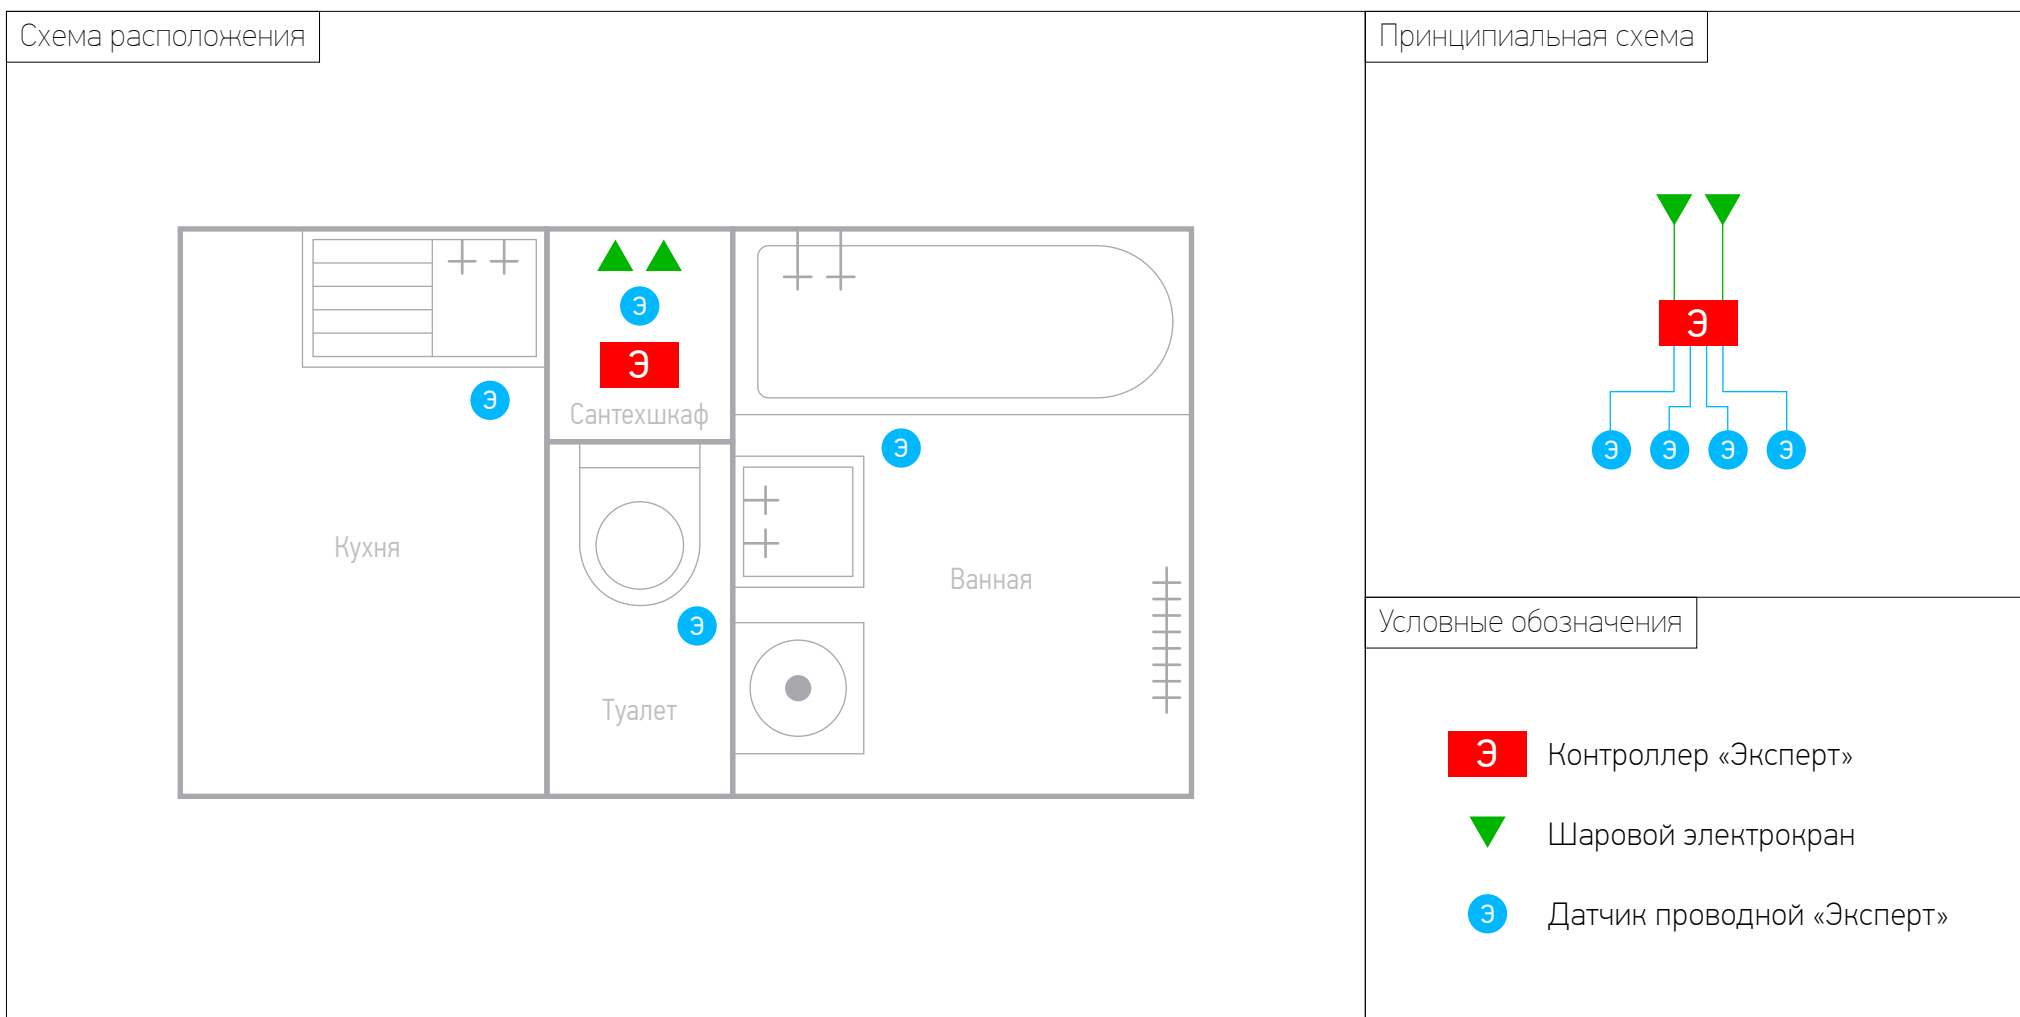 Схема расположения
Э
Э
Сантехшкаф
Э
Э
Кухня
Ванная
Э
Туалет
Принципиальная схема
Э
Э Э Э Э
Условные обозначения
Э Контроллер «Эксперт»
Шаровой электрокран
Э Датчик проводной «Эксперт»